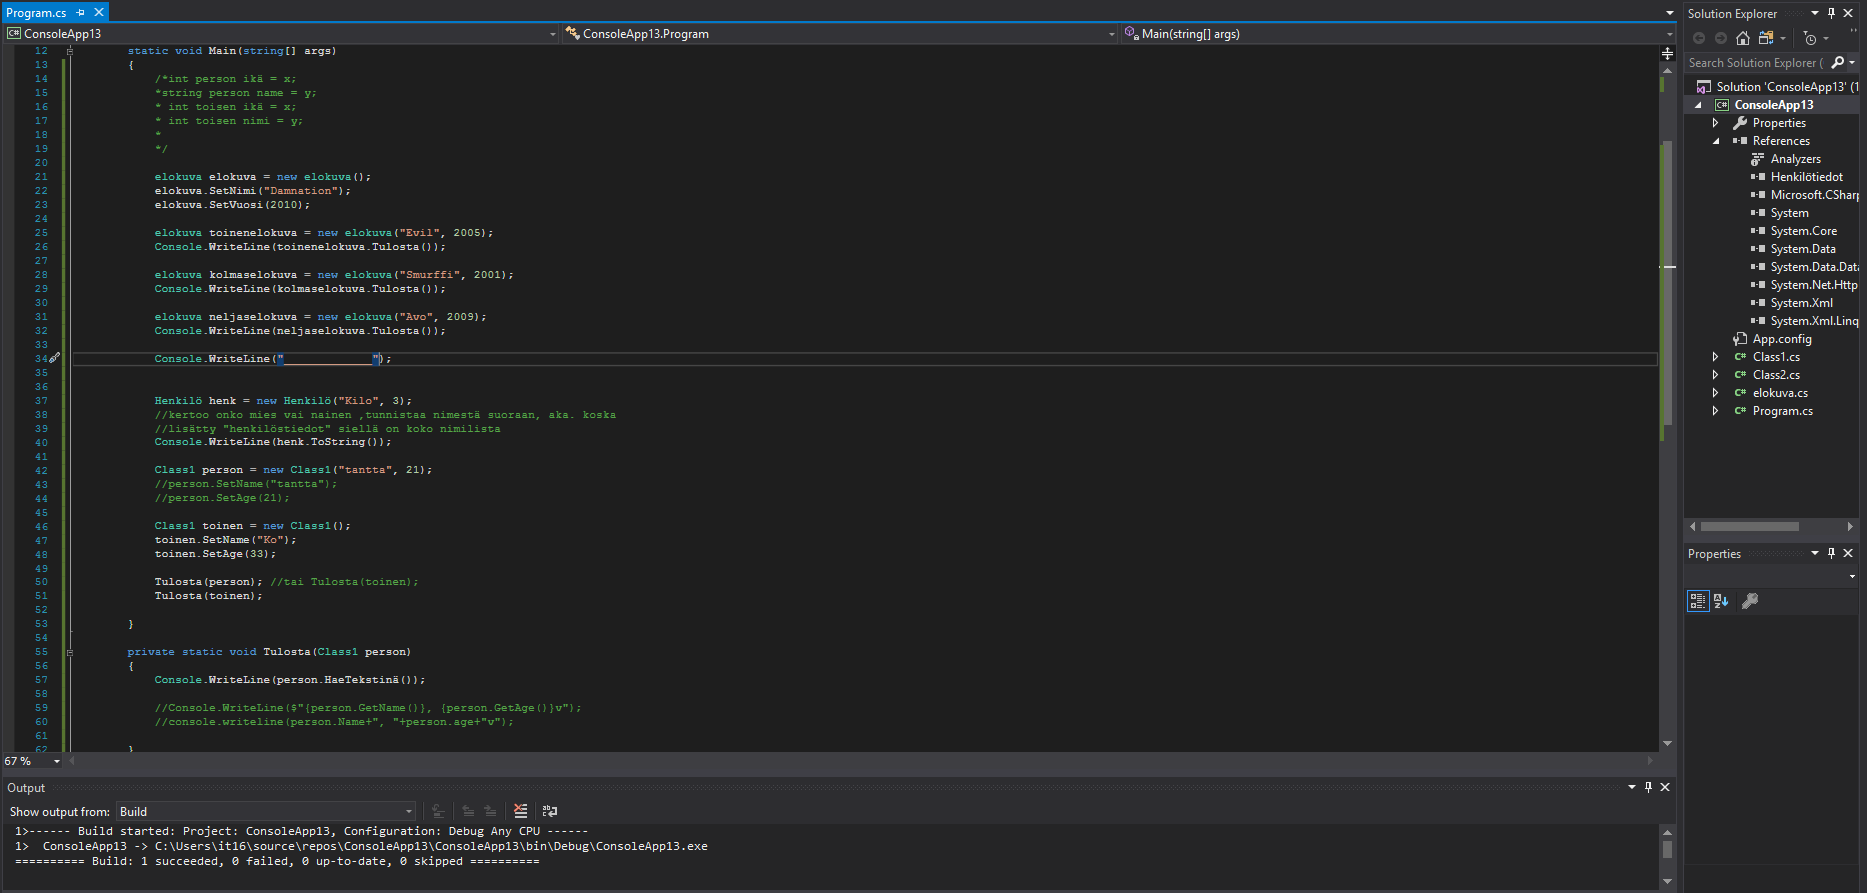 Program.cs
ConsoleApp13
ConsoleApp13.Program
Main(string[] args)
12 static void Main(string[] args)
13 {
14 /*int person ikä = x;
15 *string person name = y;
16 * int toisen ikä = x;
17 * int toisen nimi = y;
18 *
19 */
20
21 elokuva elokuva = new elokuva();
22 elokuva.SetNimi("Damnation");
23 elokuva.SetVuosi(2010);
24
25 elokuva toinenelokuva = new elokuva("Evil", 2005);
26 Console.WriteLine(toinenelokuva.Tulosta());
27
28 elokuva kolmaselokuva = new elokuva("Smurffi", 2001);
29 Console.WriteLine(kolmaselokuva.Tulosta());
30
31 elokuva neljaselokuva = new elokuva("Avo", 2009);
32 Console.WriteLine(neljaselokuva.Tulosta());
33
34 Console.WriteLine("_____________");
35
36
37 Henkilö henk = new Henkilö("Kilo", 3);
38 //kertoo onko mies vai nainen ,tunnistaa nimestä suoraan, aka. koska
39 //lisätty "henkilöstiedot" siellä on koko nimilista
40 Console.WriteLine(henk.ToString());
41
42 Class1 person = new Class1("tantta", 21);
43 //person.SetName("tantta");
44 //person.SetAge(21);
45
46 Class1 toinen = new Class1();
47 toinen.SetName("Ko");
48 toinen.SetAge(33);
49
50 Tulosta(person); //tai Tulosta(toinen);
51 Tulosta(toinen);
52
53 }
54
55 private static void Tulosta(Class1 person)
56 {
57 Console.WriteLine(person.HaeTekstinä());
58
59 //Console.WriteLine($"{person.GetName()}, {person.GetAge()}v");
60 //console.writeline(person.Name+", "+person.age+"v");
61
62 }
67 %
Output
Show output from: Build
1>------ Build started: Project: ConsoleApp13, Configuration: Debug Any CPU ------
1>  ConsoleApp13 -> C:\Users\it16\source\repos\ConsoleApp13\ConsoleApp13\bin\Debug\ConsoleApp13.exe
========== Build: 1 succeeded, 0 failed, 0 up-to-date, 0 skipped ==========
Solution Explorer
Search Solution Explorer (
Solution 'ConsoleApp13' (1
ConsoleApp13
Properties
References
Analyzers
Henkilötiedot
Microsoft.CSharp
System
System.Core
System.Data
System.Data.Data
System.Net.Http
System.Xml
System.Xml.Linq
App.config
Class1.cs
Class2.cs
elokuva.cs
Program.cs
Properties